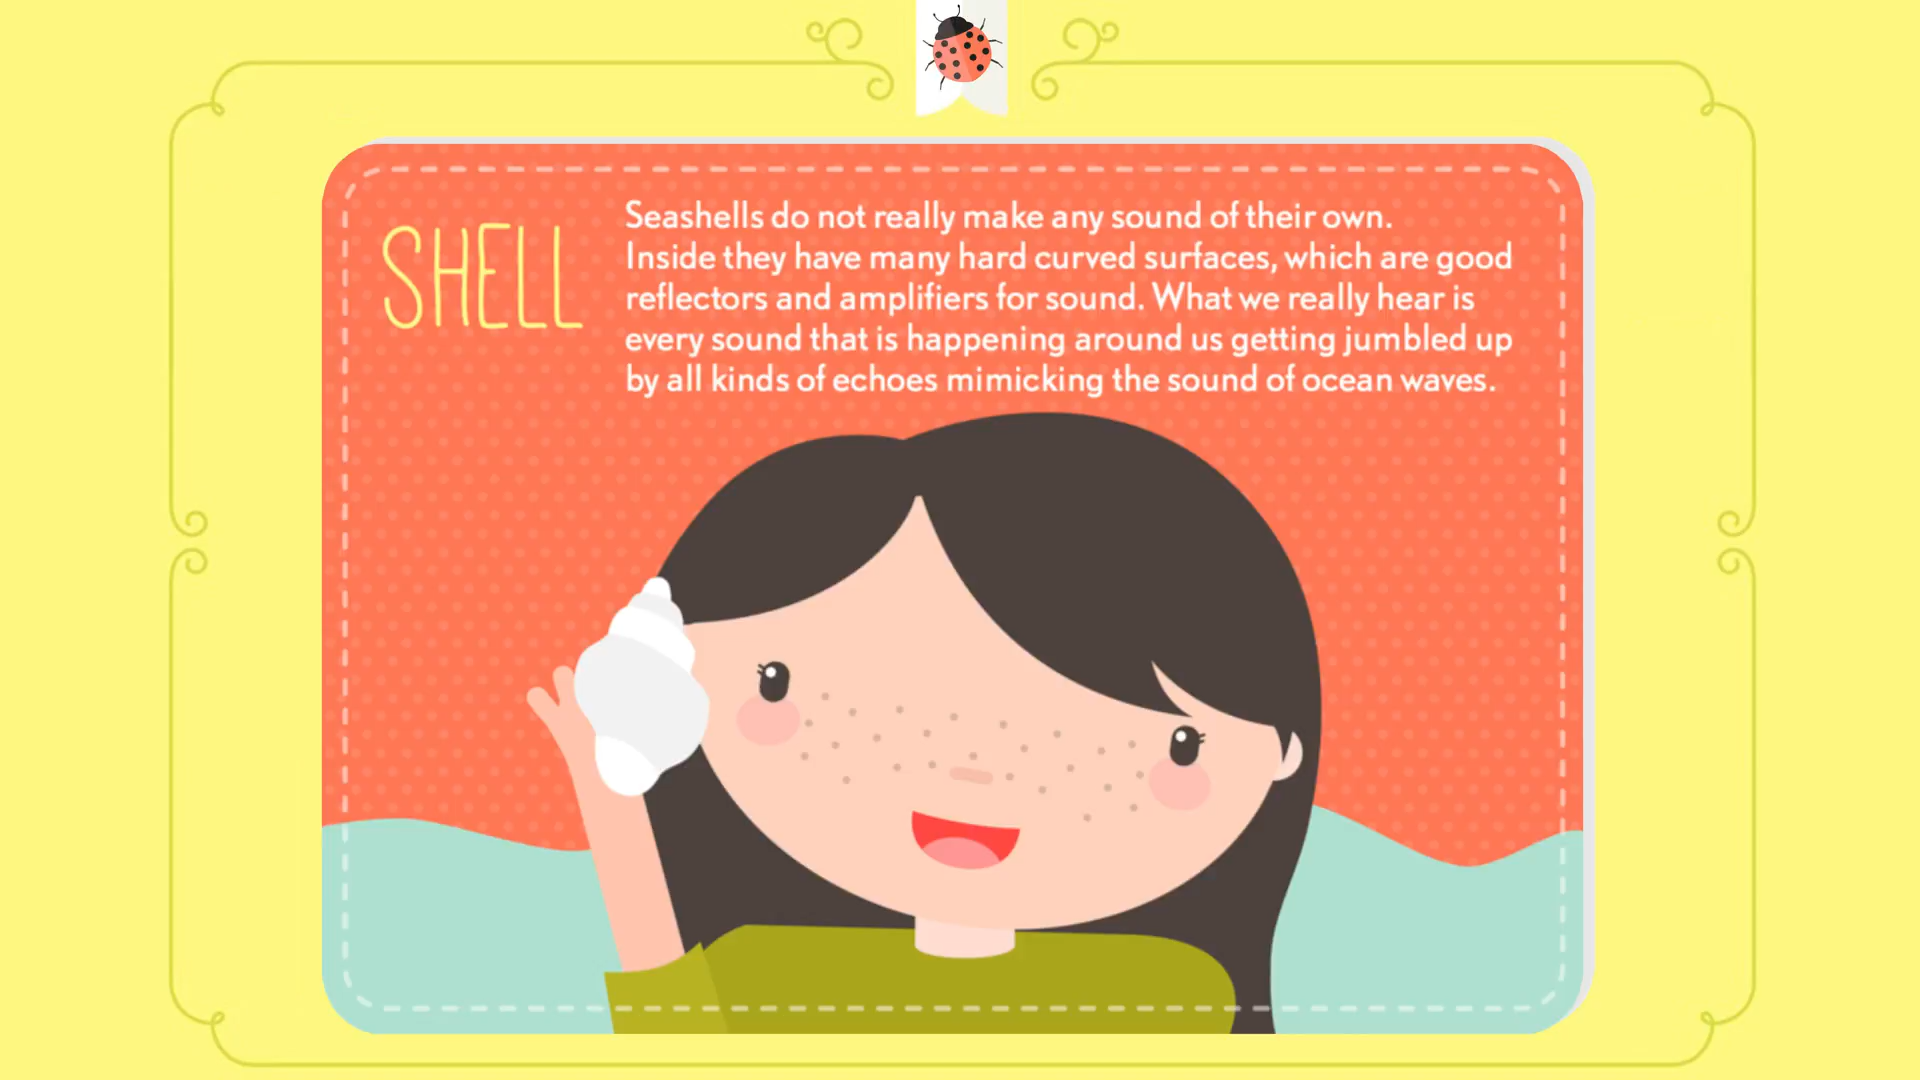 SHELL
Seashells do not really make any sound of their own.
Inside they have many hard curved surfaces, which are good
reflectors and amplifiers for sound. What we really hear is
every sound that is happening around us getting jumbled up
by all kinds of echoes mimicking the sound of ocean waves.